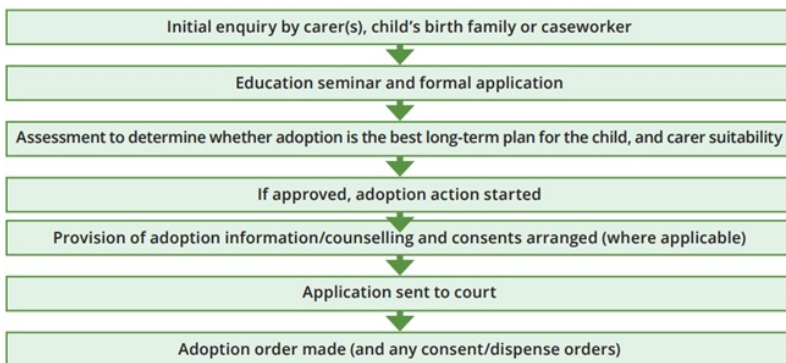 Initial enquiry by carer(s), child’s birth family or caseworker
Education seminar and formal application
Assessment to determine whether adoption is the best long-term plan for the child, and carer suitability
If approved, adoption action started
Provision of adoption information/counselling and consents arranged (where applicable)
Application sent to court
Adoption order made (and any consent/dispense orders)